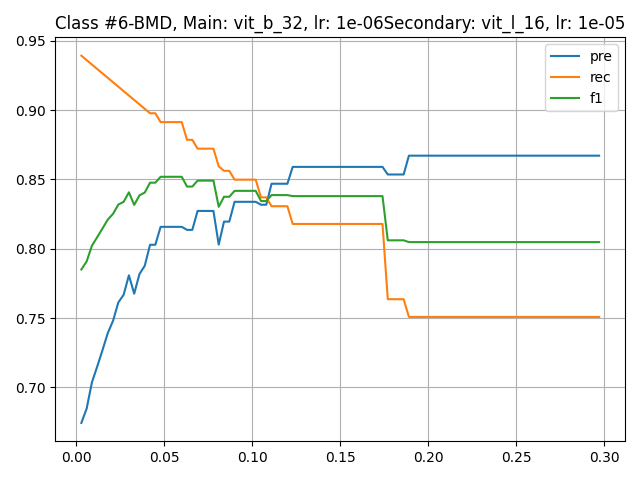 Class #6-BMD, Main: vit_b_32, lr: 1e-06Secondary: vit_l_16, lr: 1e-05
0.95
0.90
0.85
0.80
0.75
0.70
pre
rec
f1
0.00 0.05 0.10 0.15 0.20 0.25 0.30